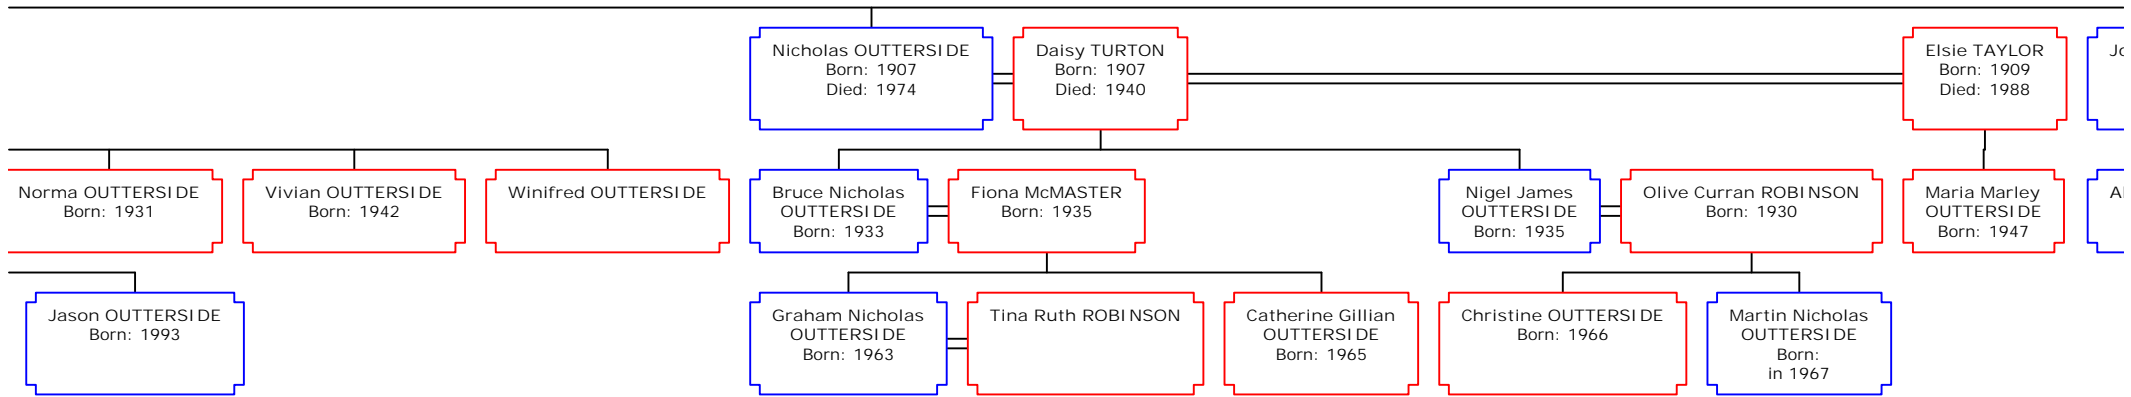 Nicholas OUTTERSIDE
Born: 1907
Died: 1974
Daisy TURTON
Born: 1907
Died: 1940
Elsie TAYLOR
Born: 1909
Died: 1988
Norma OUTTERSIDE
Born: 1931
Vivian OUTTERSIDE
Born: 1942
Winifred OUTTERSIDE
Bruce Nicholas
OUTTERSIDE
Born: 1933
Fiona McMASTER
Born: 1935
Nigel James
OUTTERSIDE
Born: 1935
Olive Curran ROBINSON
Born: 1930
Maria Marley
OUTTERSIDE
Born: 1947
Jason OUTTERSIDE
Born: 1993
Graham Nicholas
OUTTERSIDE
Born: 1963
Tina Ruth ROBINSON
Catherine Gillian
OUTTERSIDE
Born: 1965
Christine OUTTERSIDE
Born: 1966
Martin Nicholas
OUTTERSIDE
Born:
in 1967